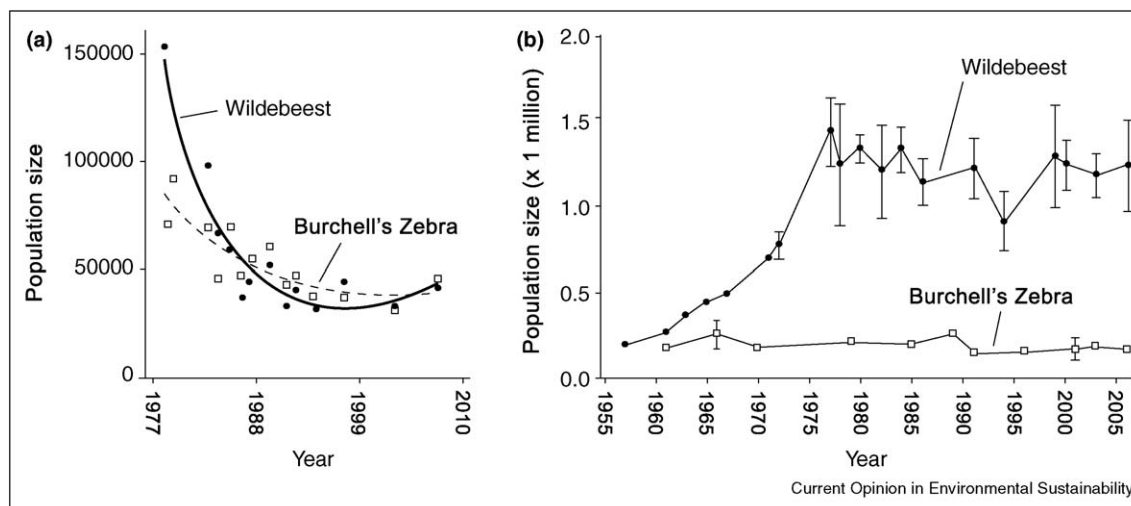 (a)
Population size
150000
100000
50000
0
Wildebeest
Burchell's Zebra
1977
1988
1999
2010
Year
(b)
Population size (x 1 million)
2.0
1.5
1.0
0.5
0.0
Wildebeest
Burchell's Zebra
1955
1960
1965
1970
1975
1980
1985
1990
1995
2000
2005
Year
Current Opinion in Environmental Sustainability